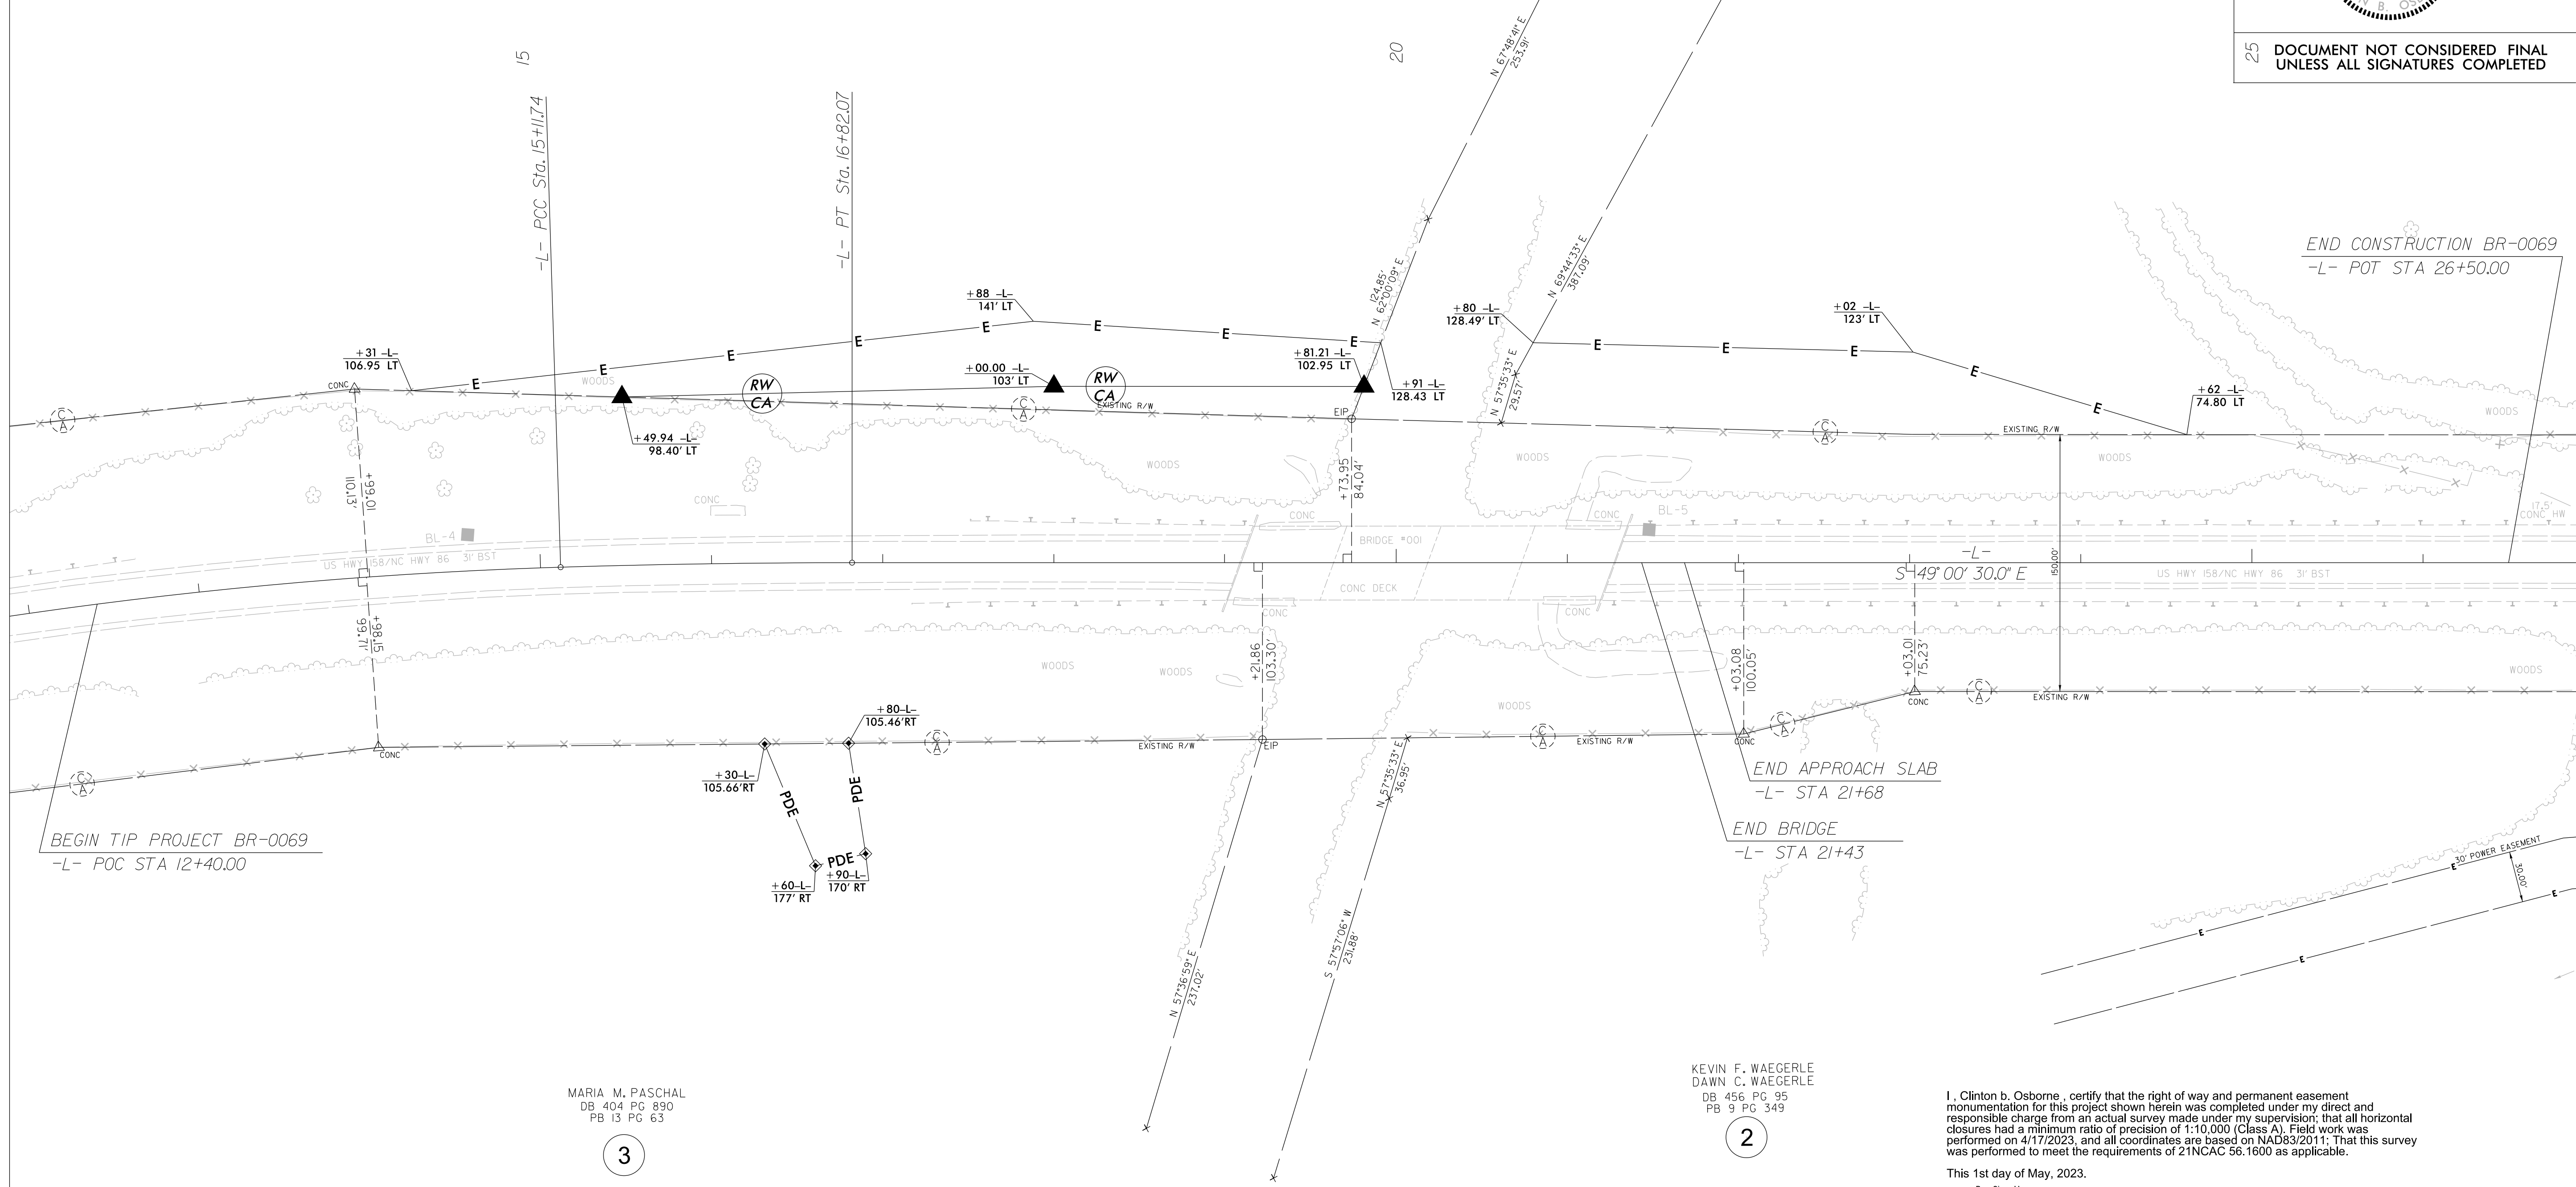 N B. OS
25
DOCUMENT NOT CONSIDERED FINAL
UNLESS ALL SIGNATURES COMPLETED
15
20
-L- PCC Sta. 15+11.74
-L- PT Sta. 16+82.07
N 67°48'41" E
253.91'
N 69°44'33" E
387.09'
124.85'
N 62°00'09" E
END CONSTRUCTION BR-0069
-L- POT STA 26+50.00
+88 -L-
141' LT
+80 -L-
128.49' LT
+02 -L-
123' LT
+31 -L-
106.95 LT
+00.00 -L-
103' LT
+81.21 -L-
102.95 LT
+91 -L-
128.43 LT
+62 -L-
74.80 LT
+49.94 -L-
98.40' LT
E
E
E
E
E
E
E
E
E
E
E
E
E
RW
CA
RW
CA
N 57°35'33" E
29.57'
CONC
WOODS
C
A
C
A
EXISTING R/W
EIP
C
A
EXISTING R/W
WOODS
WOODS
WOODS
WOODS
+99.01
110.13'
+73.95
84.04'
CONC
BL-4
US HWY 158/NC HWY 86 31' BST
CONC
BRIDGE #001
CONC
BL-5
17.5'
CONC HW
-L-
S 49° 00' 30.0" E
150.00'
US HWY 158/NC HWY 86 31' BST
CONC DECK
CONC
CONC
+98.15
99.71'
WOODS
WOODS
WOODS
WOODS
+21.86
103.30'
+03.08
100.05'
+03.01
75.23'
C
A
EXISTING R/W
CONC
+80-L-
105.46'RT
C
A
EXISTING R/W
EIP
C
A
EXISTING R/W
CONC
C
A
CONC
C
A
+30-L-
105.66'RT
PDE
PDE
PDE
+60-L-
177' RT
+90-L-
170' RT
N 57°35'33" E
36.95'
END APPROACH SLAB
-L- STA 21+68
END BRIDGE
-L- STA 21+43
BEGIN TIP PROJECT BR-0069
-L- POC STA 12+40.00
30' POWER EASEMENT
30.00'
E
E
E
E
N 57°36'59" E
237.02'
S 57°57'06" W
231.88'
MARIA M. PASCHAL
DB 404 PG 890
PB 13 PG 63
3
KEVIN F. WAEGERLE
DAWN C. WAEGERLE
DB 456 PG 95
PB 9 PG 349
2
I , Clinton b. Osborne , certify that the right of way and permanent easement
monumentation for this project shown herein was completed under my direct and
responsible charge from an actual survey made under my supervision; that all horizontal
closures had a minimum ratio of precision of 1:10,000 (Class A). Field work was
performed on 4/17/2023, and all coordinates are based on NAD83/2011; That this survey
was performed to meet the requirements of 21NCAC 56.1600 as applicable.
This 1st day of May, 2023.